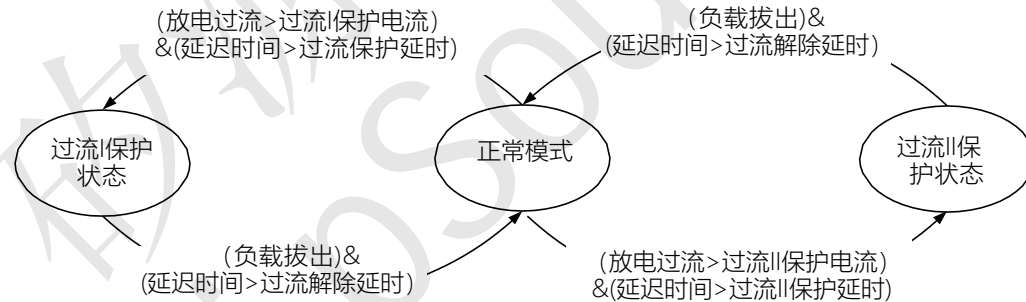 (放电过流>过流I保护电流)
&(延迟时间>过流保护延时)
(负载拔出)&
(延迟时间>过流解除延时)
过流I保护
状态
正常模式
过流II保
护状态
(负载拔出)&
(延迟时间>过流解除延时)
(放电过流>过流II保护电流)
&(延迟时间>过流II保护延时)